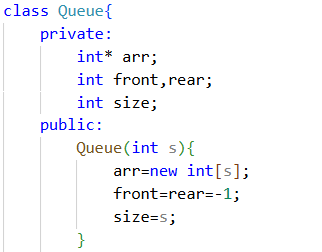 class Queue{
    private:
        int* arr;
        int front,rear;
        int size;
    public:
        Queue(int s){
            arr=new int[s];
            front=rear=-1;
            size=s;
        }